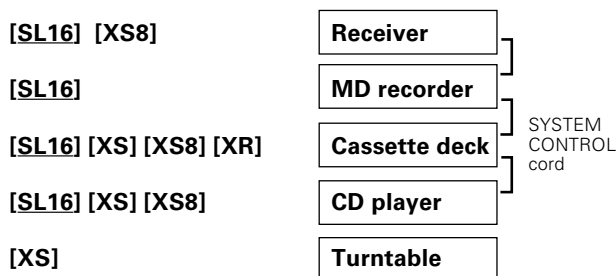 [SL16] [XS8] Receiver
[SL16] MD recorder
[SL16] [XS] [XS8] [XR] Cassette deck
[SL16] [XS] [XS8] CD player
[XS] Turntable
SYSTEM
CONTROL
cord